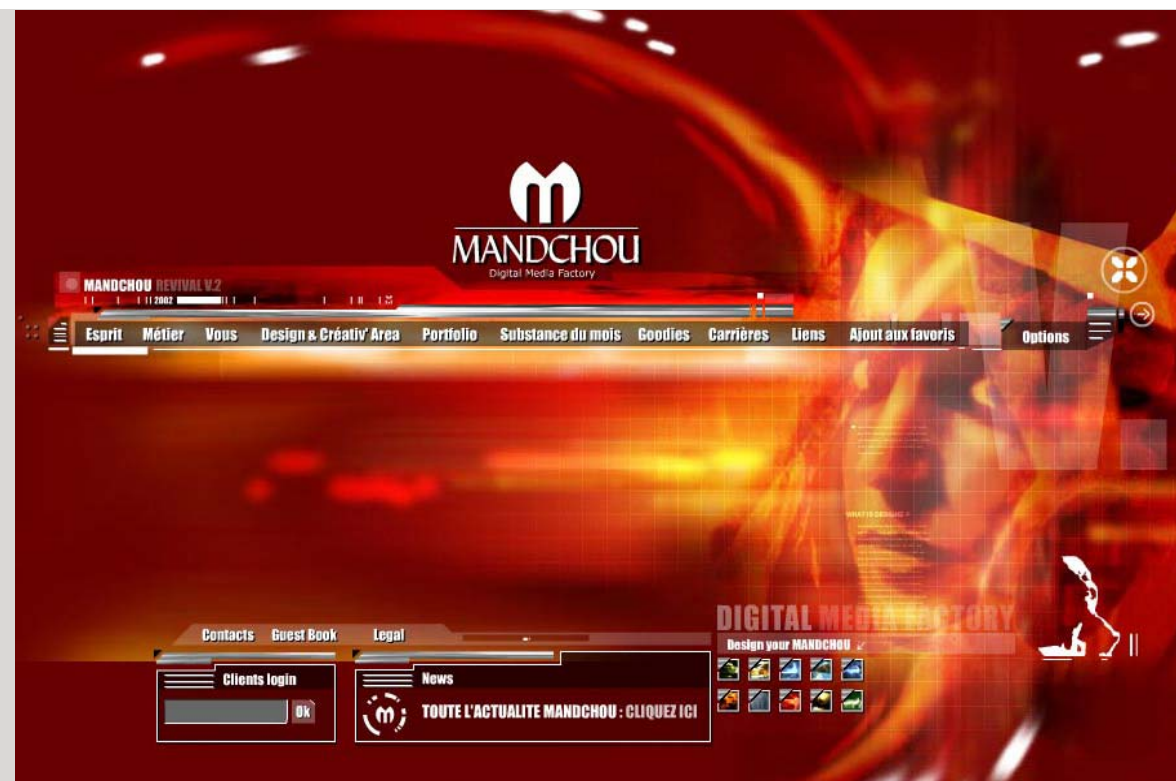 MANDCHOU
Digital Media Factory
MANDCHOU REVIVAL V.2
2002
Esprit Métier Vous Design & Créativ' Area Portfolio Substance du mois Goodies Carrières Liens Ajout aux favoris Options
DIGITAL MEDIA FACTORY
Contacts Guest Book Legal
Design your MANDCHOU
Clients login
Ok
News
TOUTE L'ACTUALITE MANDCHOU : CLIQUEZ ICI